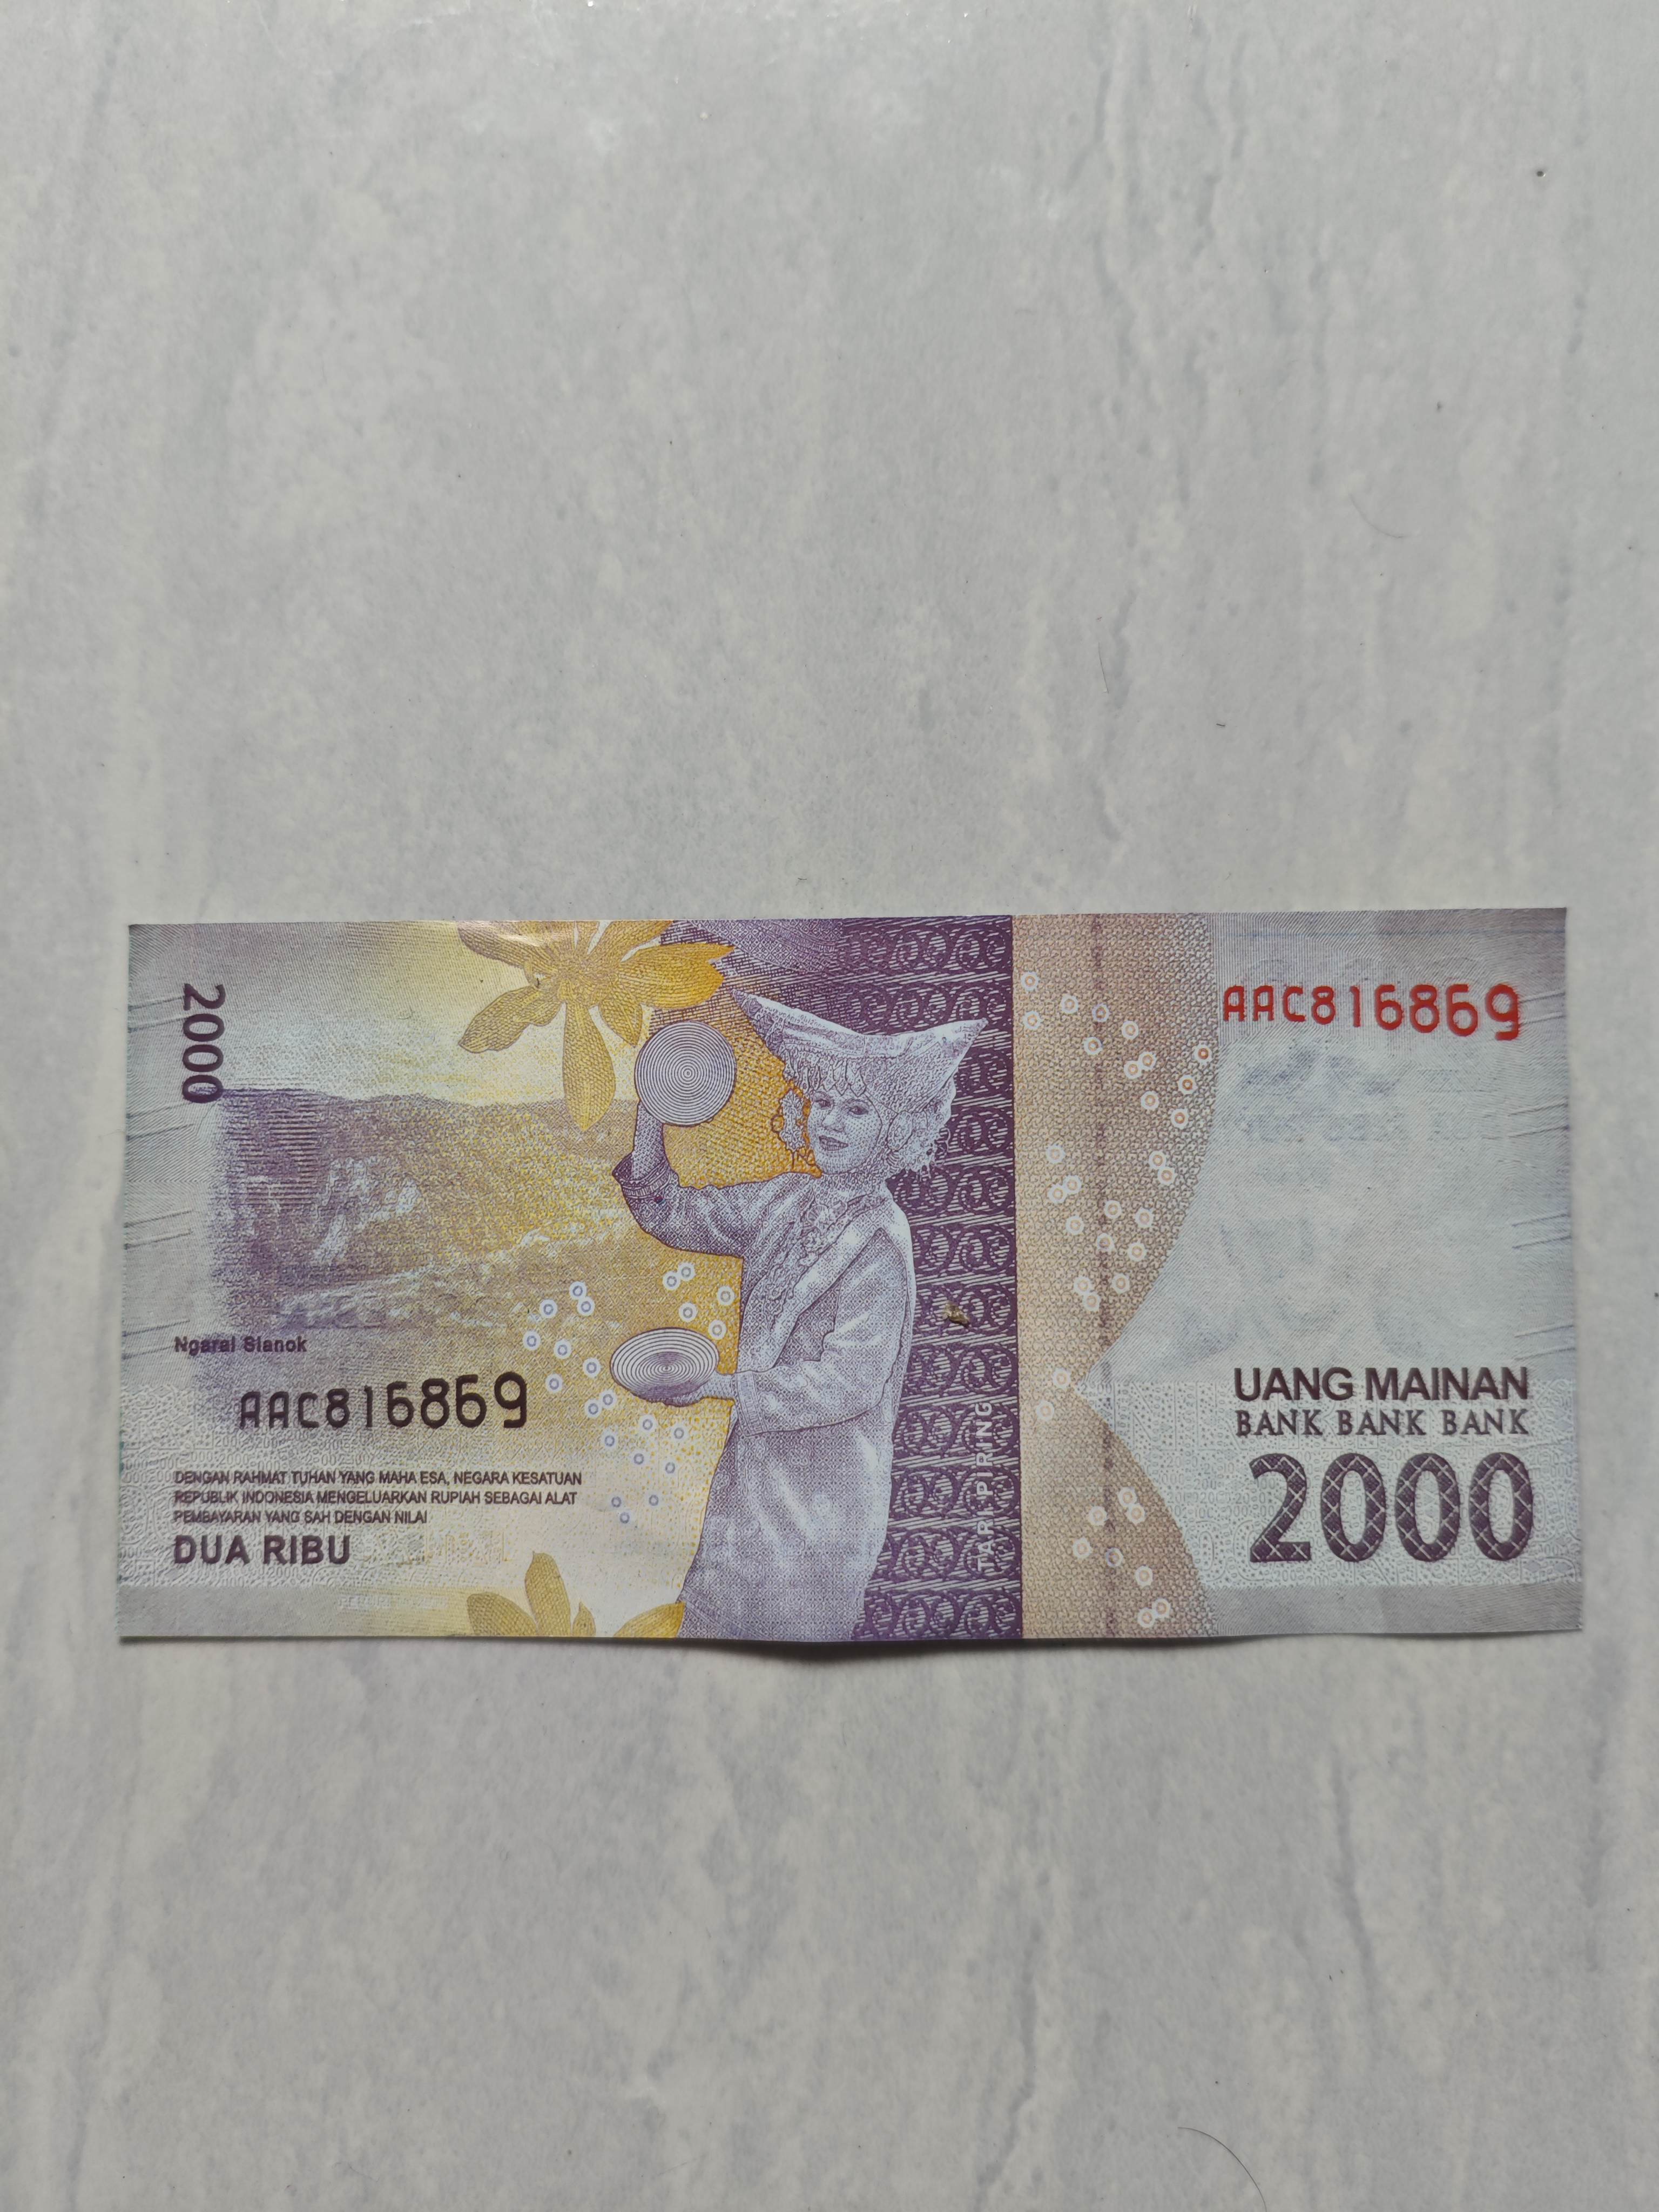 2000
AAC816869
Ngarai Sianok
AAC816869
DENGAN RAHMAT TUHAN YANG MAHA ESA, NEGARA KESATUAN
REPUBLIK INDONESIA MENGELUARKAN RUPIAH SEBAGAI ALAT
PEMBAYARAN YANG SAH DENGAN NILAI
DUA RIBU
TARI PIRING
UANG MAINAN
BANK BANK BANK
2000